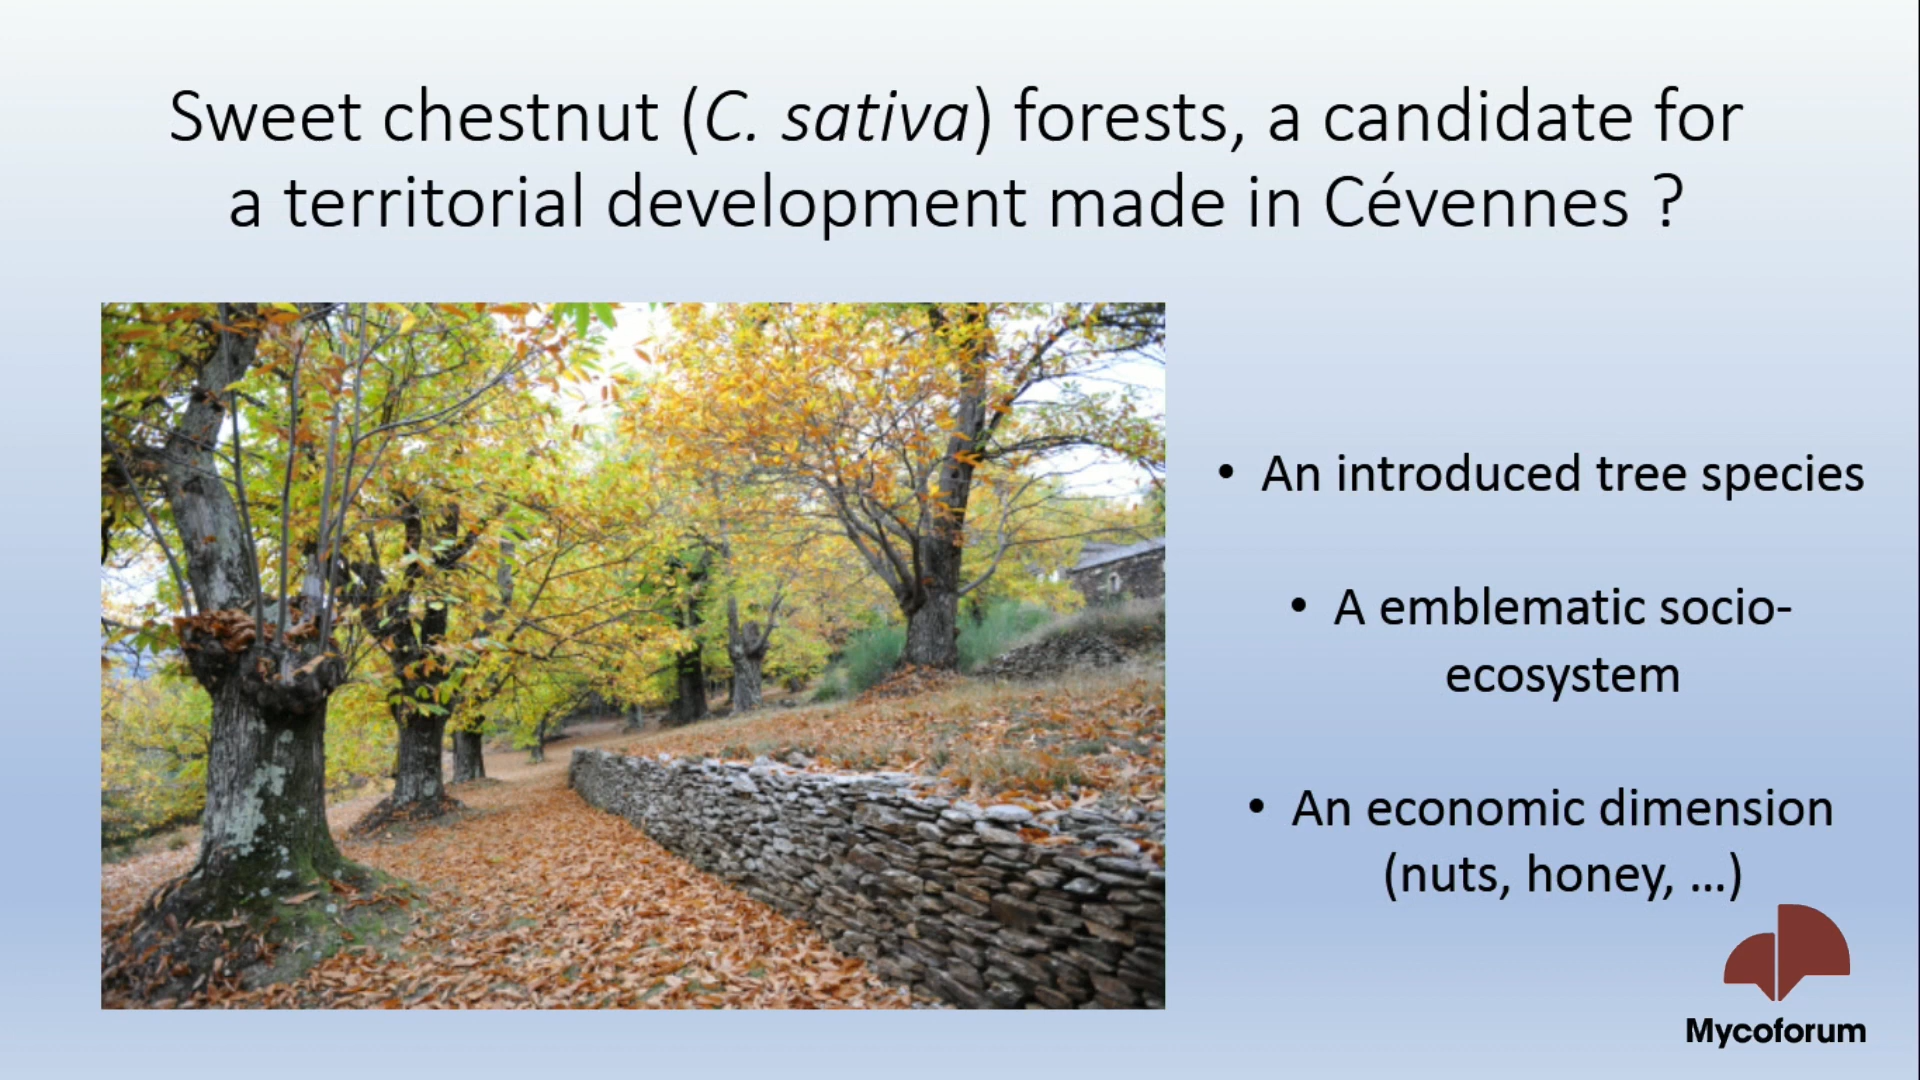 Sweet chestnut (C. sativa) forests, a candidate for
a territorial development made in Cévennes ?
• An introduced tree species
• A emblematic socio-
ecosystem
• An economic dimension
(nuts, honey, ...)
Mycoforum